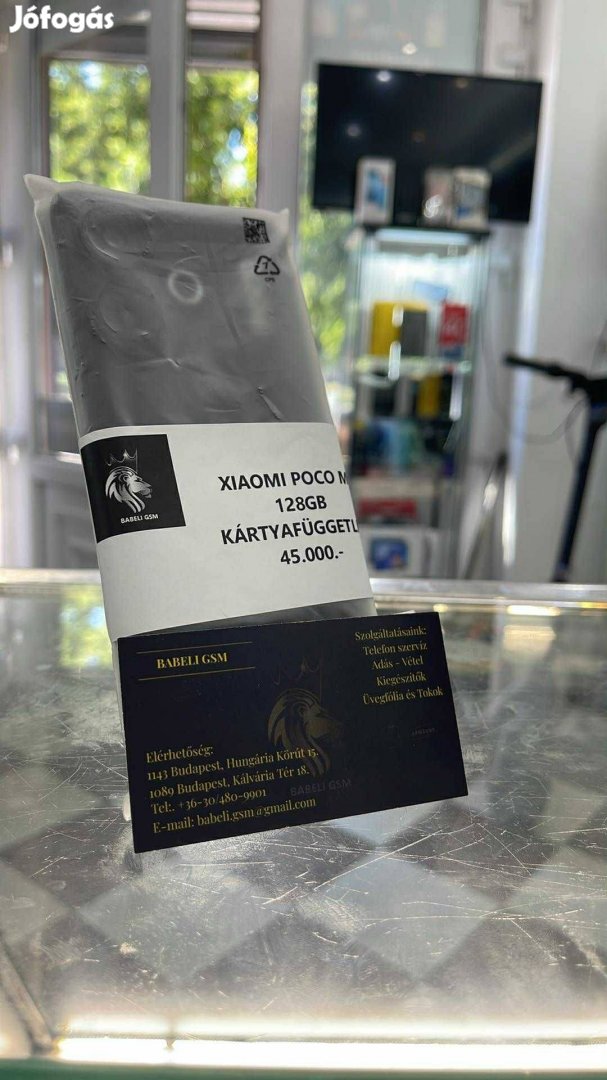 Jófogás
BABELI GSM
XIAOMI POCO M
128GB
KÁRTYAFÜGGETL
45.000.-
BABELI GSM
Szolgáltatásaink:
Telefon szervíz
Adás - Vétel
Kiegészítők
Üvegfólia és Tokok
Elérhetőség:
1143 Budapest, Hungária Körút 15.
1089 Budapest, Kálvária Tér 18.
Tel:. +36-30/480-9901
E-mail: babeli.gsm@gmail.com
BABELI GSM